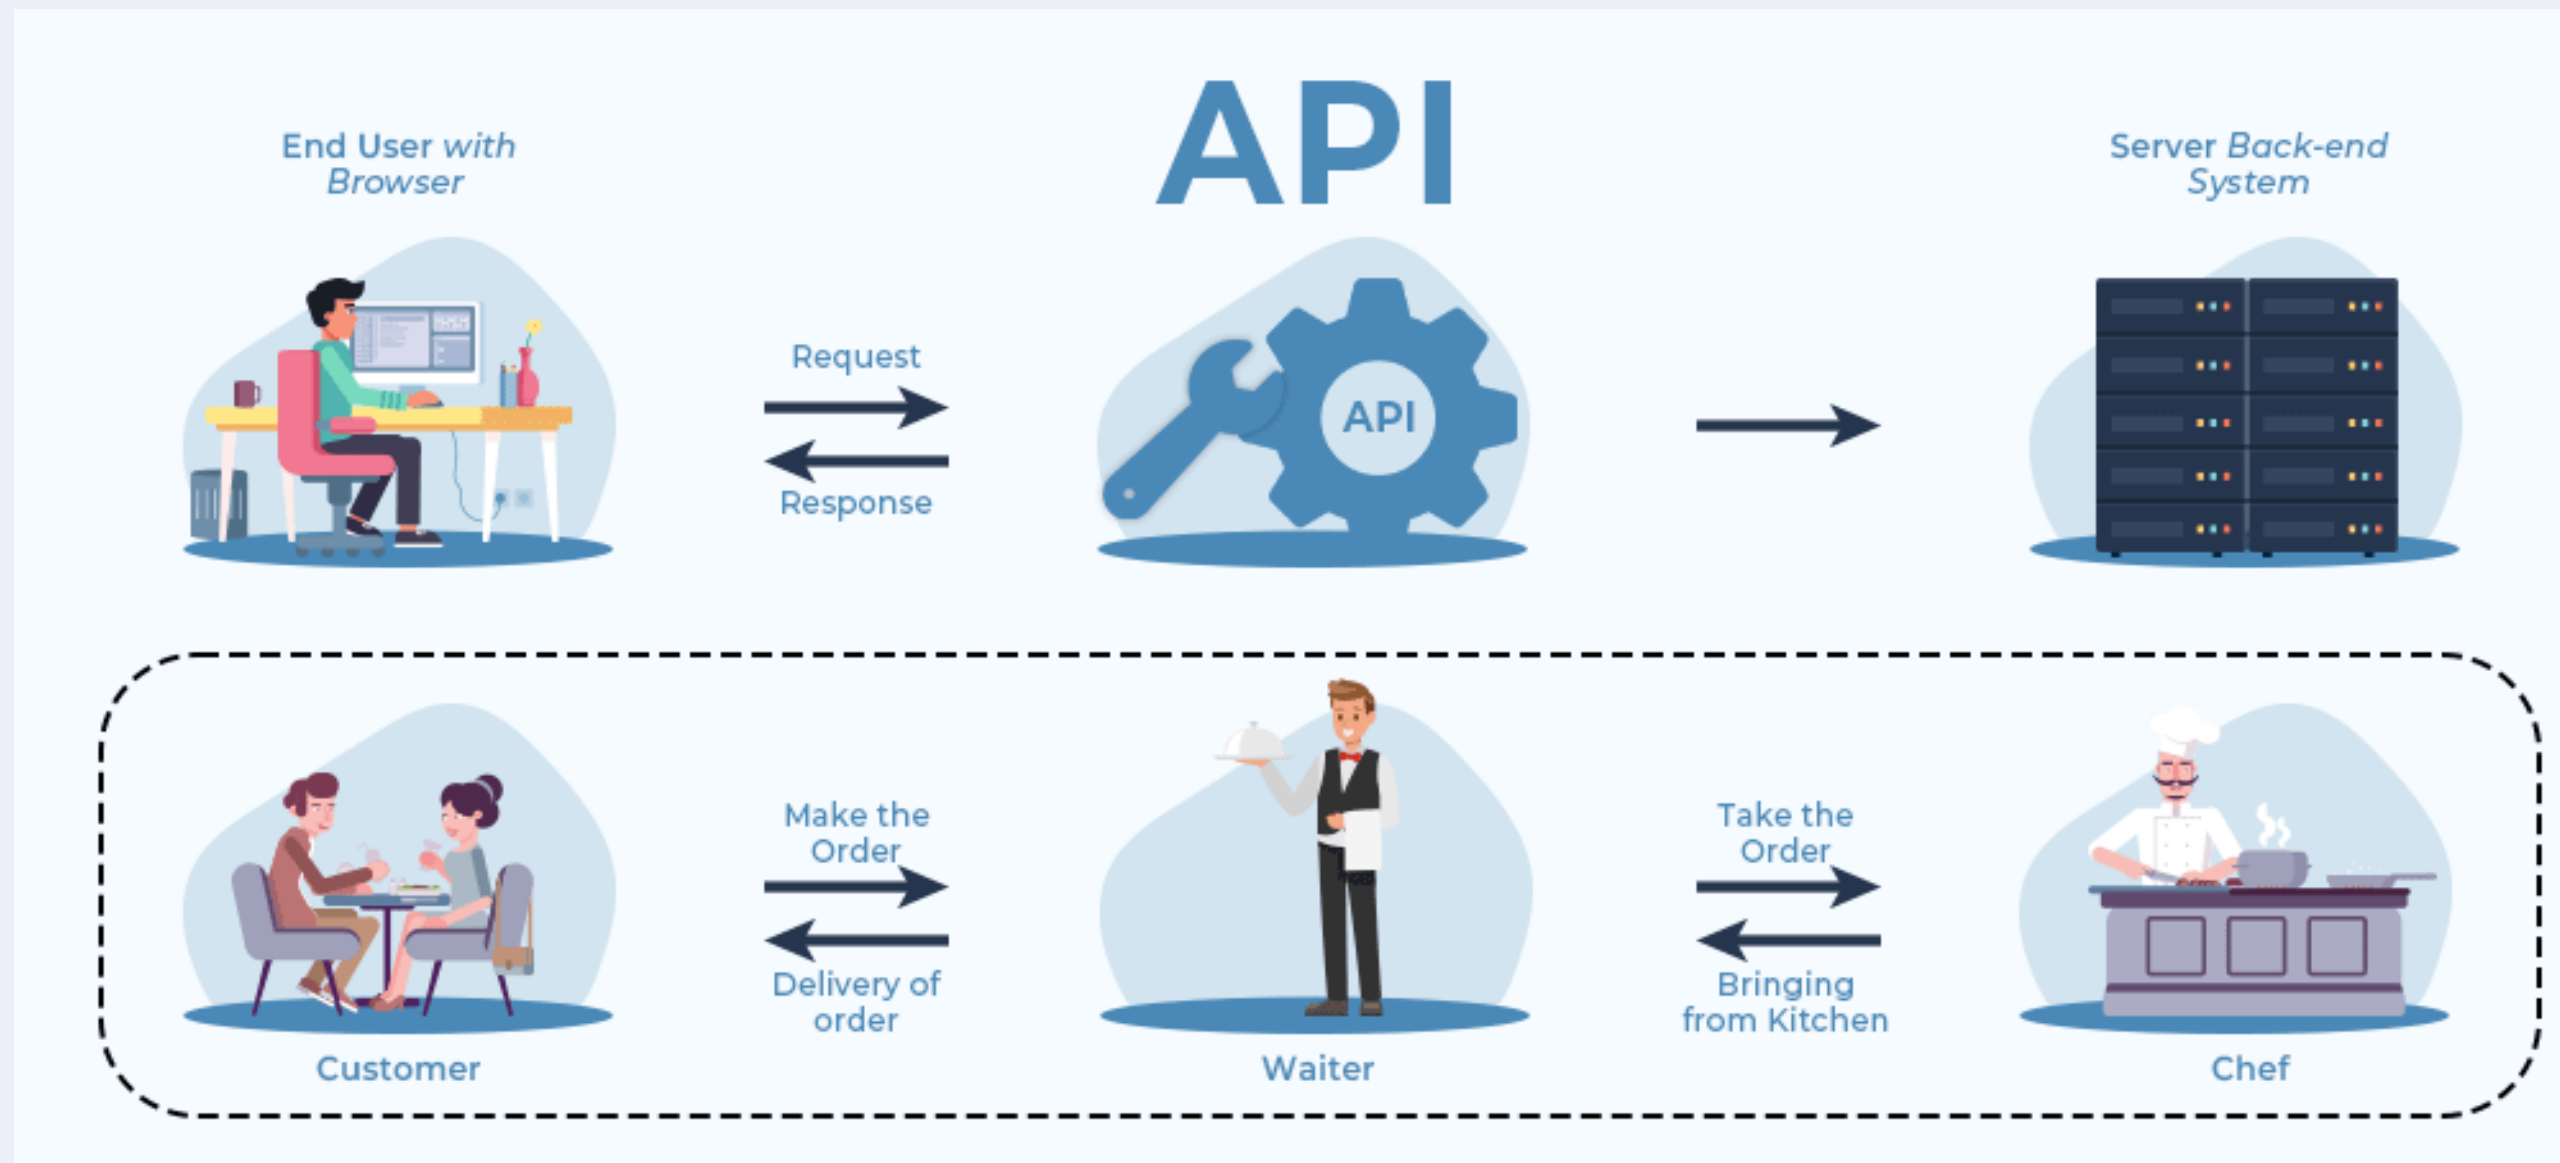 API
End User with
Browser
Server Back-end
System
Request
API
Response
Make the
Order
Take the
Order
Delivery of
order
Bringing
from Kitchen
Customer
Waiter
Chef